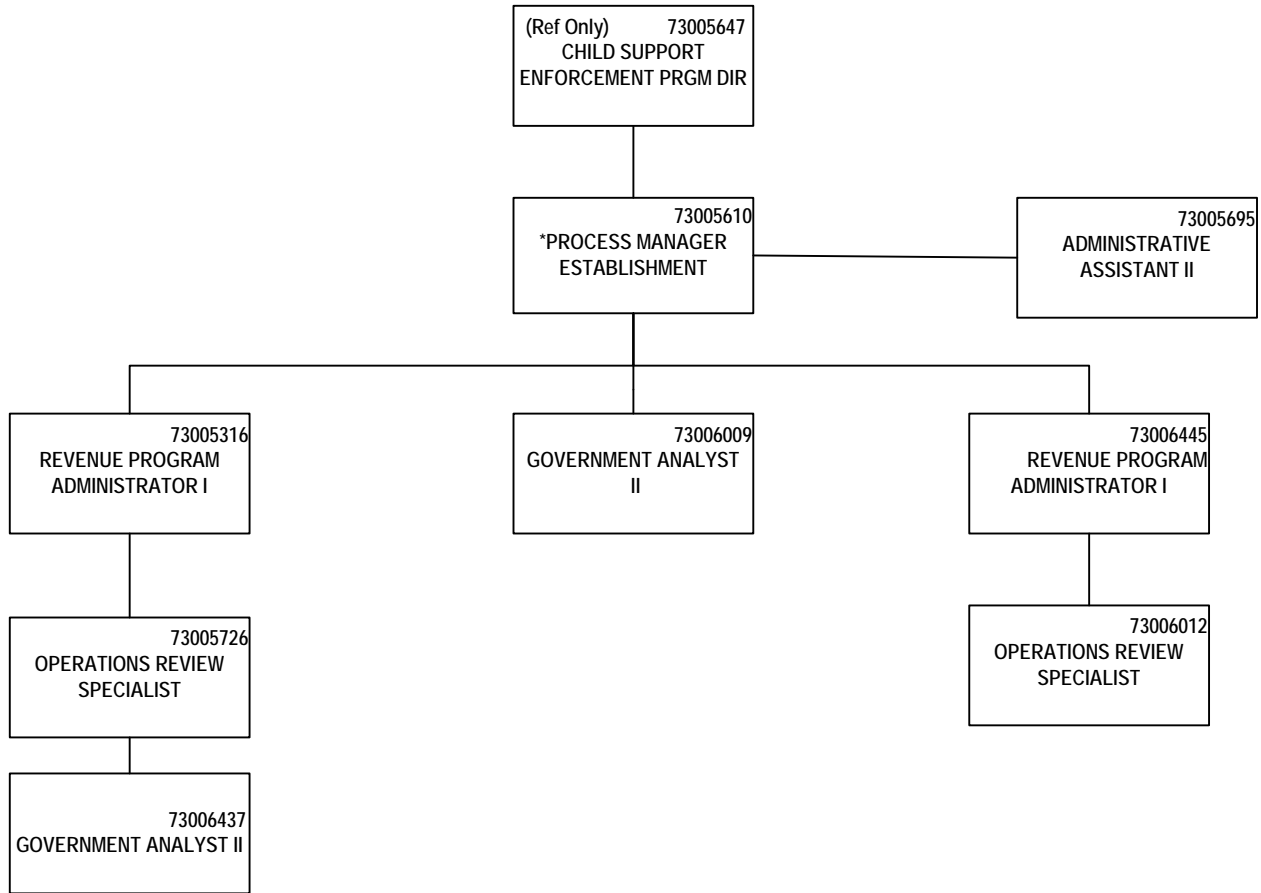 (Ref Only) 73005647
CHILD SUPPORT
ENFORCEMENT PRGM DIR
73005610
*PROCESS MANAGER
ESTABLISHMENT
73005695
ADMINISTRATIVE
ASSISTANT II
73005316
REVENUE PROGRAM
ADMINISTRATOR I
73006009
GOVERNMENT ANALYST
II
73006445
REVENUE PROGRAM
ADMINISTRATOR I
73005726
OPERATIONS REVIEW
SPECIALIST
73006012
OPERATIONS REVIEW
SPECIALIST
73006437
GOVERNMENT ANALYST II